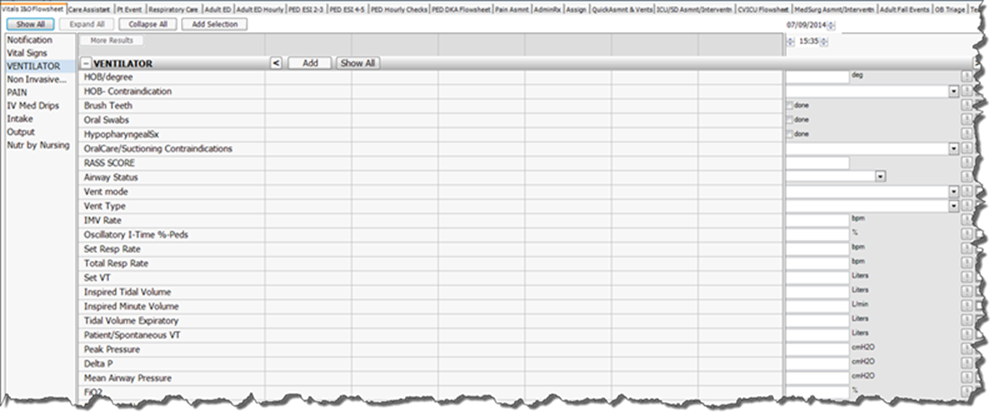 Vitals I&O Flowsheet Care Assistant Pt Event Respiratory Care Adult ED Adult ED Hourly PED ESI 2-3 PED ESI 4-5 PED Hourly Checks PED DKA Flowsheet Pain Asmnt AdminRx Assign QuickAsmnt & Vents ICU/SD Asmnt/Interventn CVICU Flowsheet MedSurg Asmnt/Interventn Adult Fall Events OB Triage
Show All Expand All Collapse All Add Selection 07/09/2014
Notification More Results 15:35
Vital Signs
VENTILATOR − VENTILATOR < Add Show All
Non Invasive... HOB/degree deg
PAIN HOB- Contraindication
IV Med Drips Brush Teeth done
Intake Oral Swabs done
Output HypopharyngealSx done
Nutr by Nursing OralCare/Suctioning Contraindications
RASS SCORE
Airway Status
Vent mode
Vent Type
IMV Rate bpm
Oscillatory I-Time %-Peds %
Set Resp Rate bpm
Total Resp Rate bpm
Set VT Liters
Inspired Tidal Volume Liters
Inspired Minute Volume L/min
Tidal Volume Expiratory Liters
Patient/Spontaneous VT Liters
Peak Pressure cmH2O
Delta P cmH2O
Mean Airway Pressure cmH2O
FiO2 %